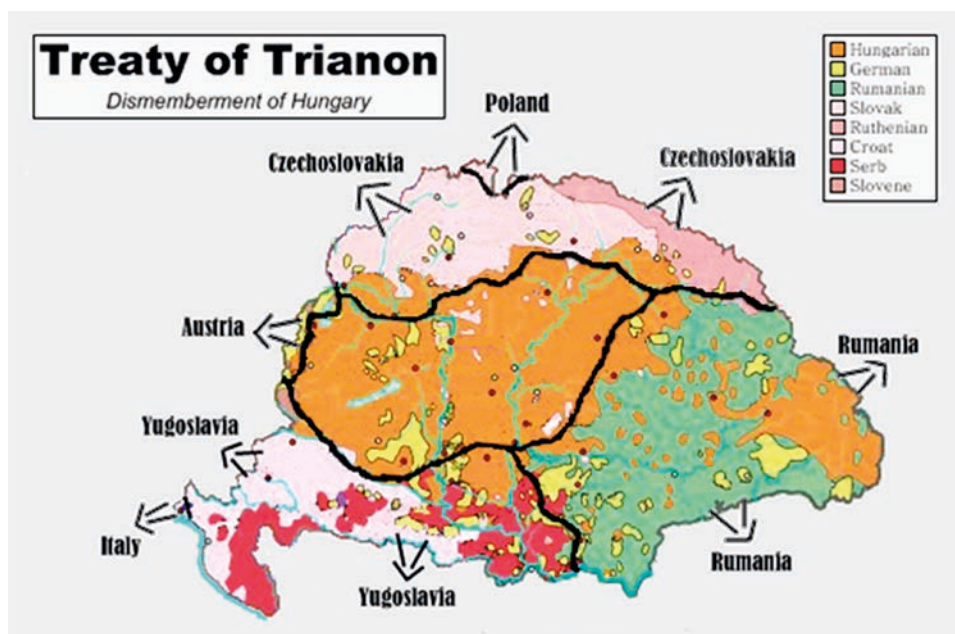 Treaty of Trianon
Dismemberment of Hungary
Hungarian
German
Rumanian
Slovak
Ruthenian
Croat
Serb
Slovene
Poland
Czechoslovakia
Czechoslovakia
Austria
Rumania
Yugoslavia
Italy
Yugoslavia
Rumania